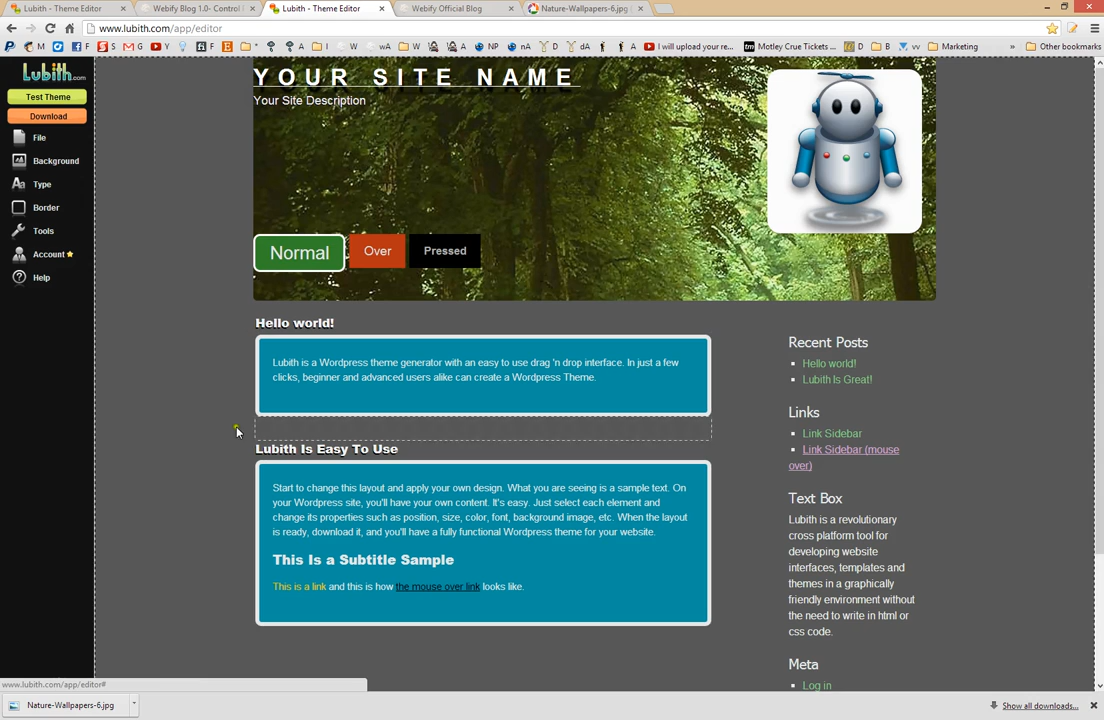 Lubith - Theme Editor
Webify Blog 1.0- Control
Lubith - Theme Editor
Webify Official Blog
Nature-Wallpapers-6.jpg
www.lubith.com/app/editor
M F S G Y F E A I W wA W A A NP nA D dA I A I will upload your re... Motley Crue Tickets ... D B vv Marketing » Other bookmarks
Lubith.com
Test Theme
Download
File
Background
Type
Border
Tools
Account
Help
YOUR SITE NAME
Your Site Description
Normal Over Pressed
Hello world!
Lubith is a Wordpress theme generator with an easy to use drag 'n drop interface. In just a few
clicks, beginner and advanced users alike can create a Wordpress Theme.
Lubith Is Easy To Use
Start to change this layout and apply your own design. What you are seeing is a sample text. On
your Wordpress site, you'll have your own content. It's easy. Just select each element and
change its properties such as position, size, color, font, background image, etc. When the layout
is ready, download it, and you'll have a fully functional Wordpress theme for your website.
This Is a Subtitle Sample
This is a link and this is how the mouse over link looks like.
Recent Posts
Hello world!
Lubith Is Great!
Links
Link Sidebar
Link Sidebar (mouse
over)
Text Box
Lubith is a revolutionary
cross platform tool for
developing website
interfaces, templates and
themes in a graphically
friendly environment without
the need to write in html or
css code.
Meta
Log in
www.lubith.com/app/editor#
Nature-Wallpapers-6.jpg
Show all downloads...